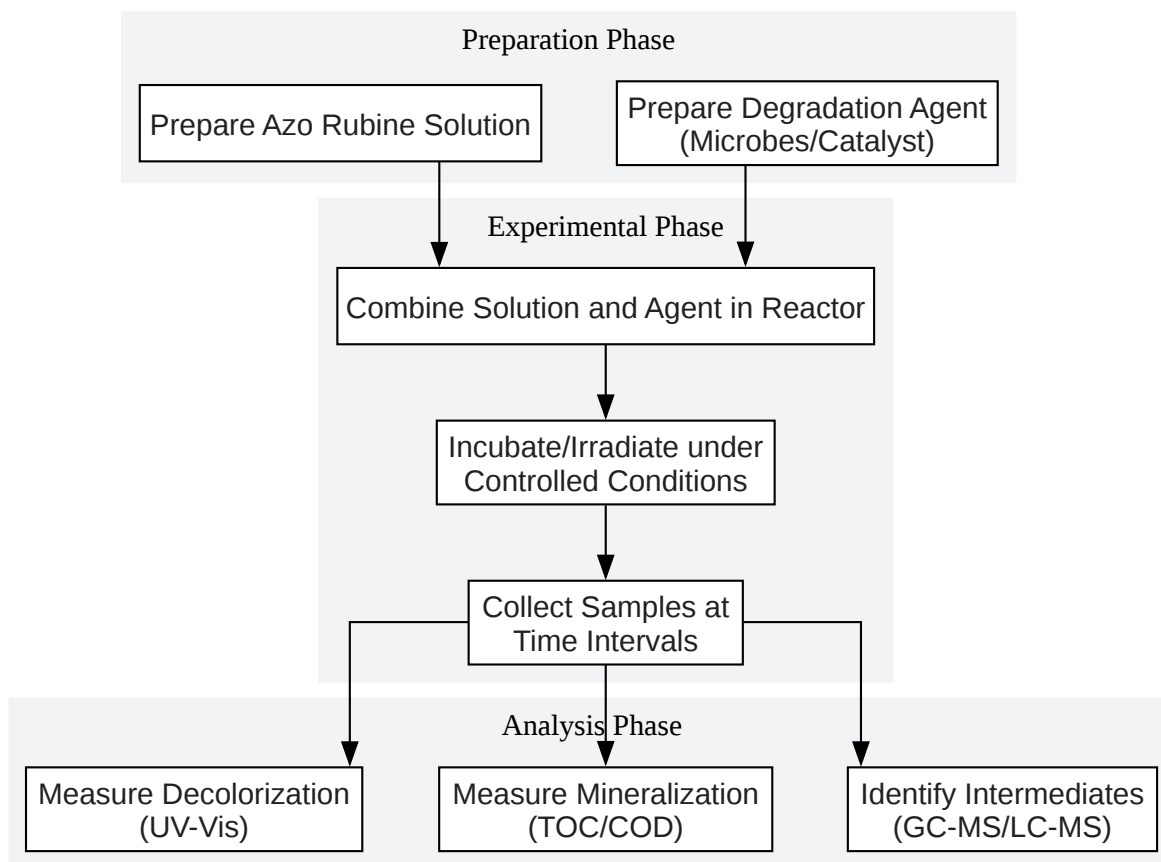 Preparation Phase
Prepare Azo Rubine Solution
Prepare Degradation Agent
(Microbes/Catalyst)
Experimental Phase
Combine Solution and Agent in Reactor
Incubate/Irradiate under
Controlled Conditions
Collect Samples at
Time Intervals
Analysis Phase
Measure Decolorization
(UV-Vis)
Measure Mineralization
(TOC/COD)
Identify Intermediates
(GC-MS/LC-MS)